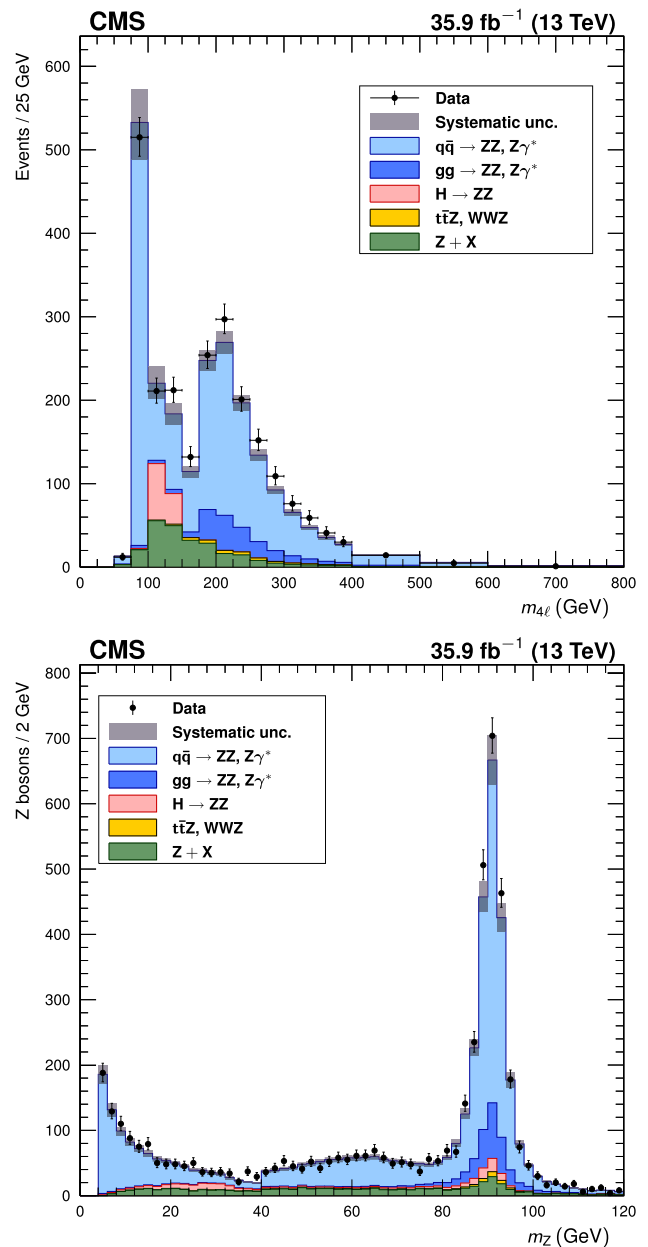 CMS 35.9 fb⁻¹ (13 TeV)
Events / 25 GeV
600
500
400
300
200
100
0
Data
Systematic unc.
qq̄ → ZZ, Zγ*
gg → ZZ, Zγ*
H → ZZ
tt̄Z, WWZ
Z + X
0 100 200 300 400 500 600 700 800
m₄ℓ (GeV)
CMS 35.9 fb⁻¹ (13 TeV)
Z bosons / 2 GeV
800
700
600
500
400
300
200
100
0
Data
Systematic unc.
qq̄ → ZZ, Zγ*
gg → ZZ, Zγ*
H → ZZ
tt̄Z, WWZ
Z + X
0 20 40 60 80 100 120
m_Z (GeV)